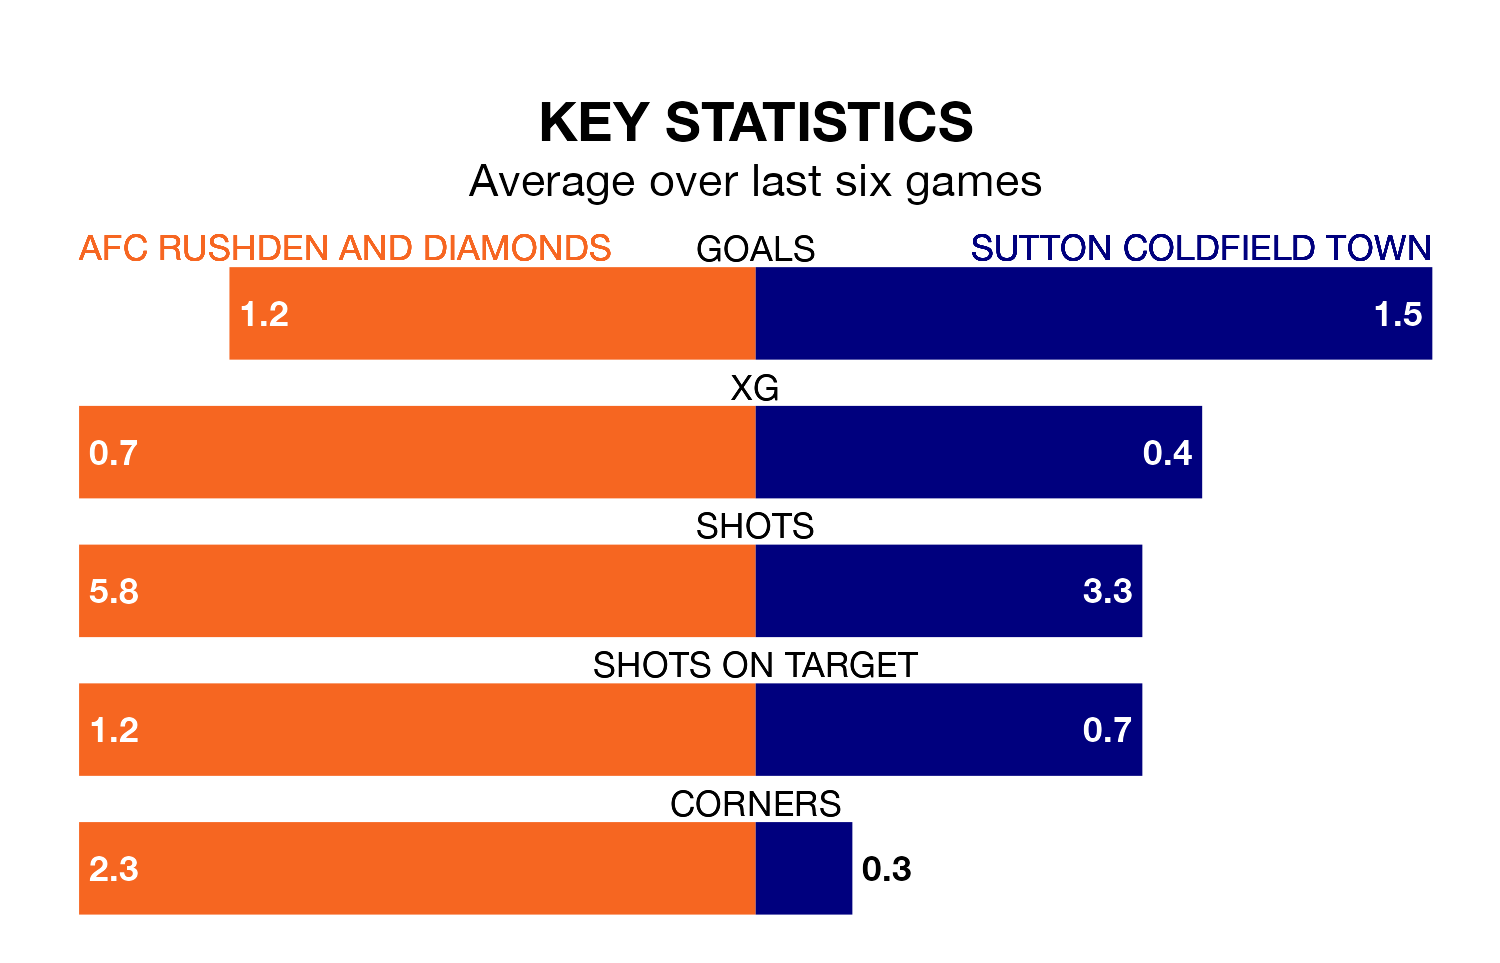 KEY STATISTICS
Average over last six games
AFC RUSHDEN AND DIAMONDS GOALS SUTTON COLDFIELD TOWN
1.2 1.5
XG
0.7 0.4
SHOTS
5.8 3.3
SHOTS ON TARGET
1.2 0.7
CORNERS
2.3 0.3